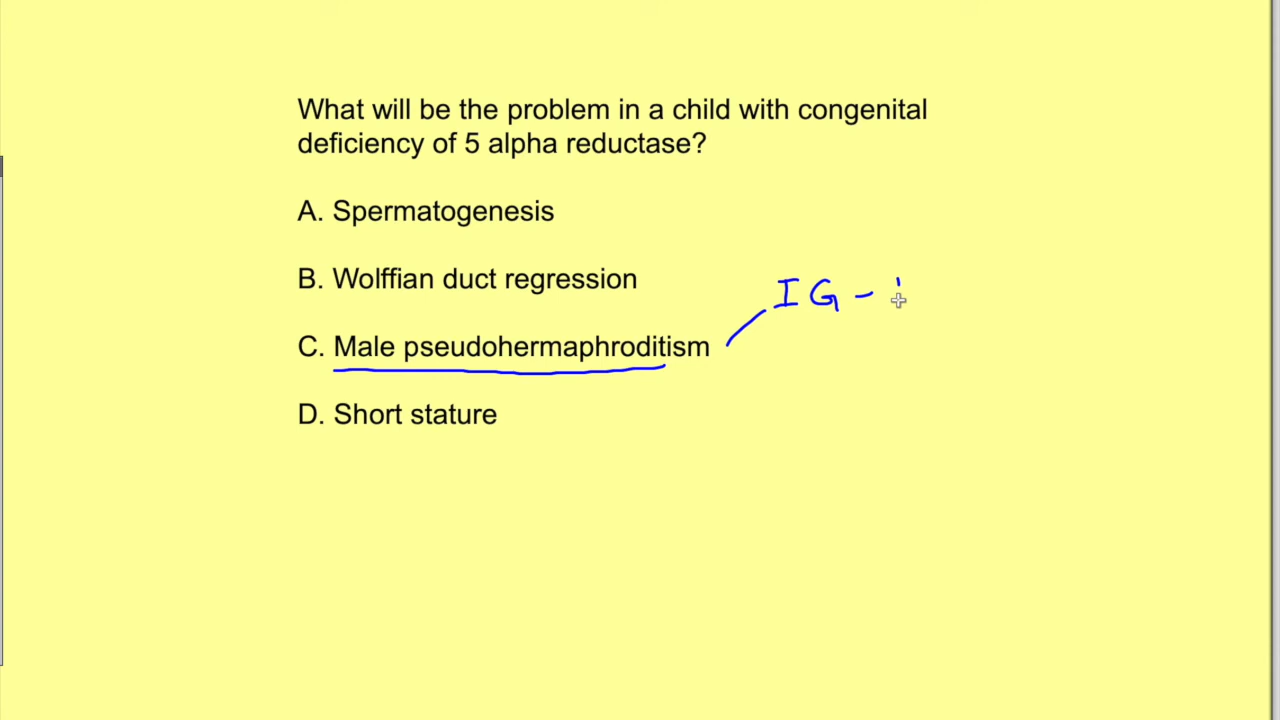 What will be the problem in a child with congenital
deficiency of 5 alpha reductase?
A. Spermatogenesis
B. Wolffian duct regression
IG -
C. Male pseudohermaphroditism
D. Short stature